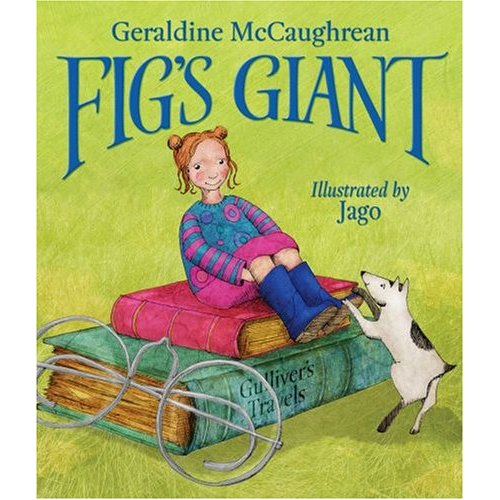 Geraldine McCaughrean
FIG'S GIANT
Illustrated by
Jago
Gulliver's
Travels